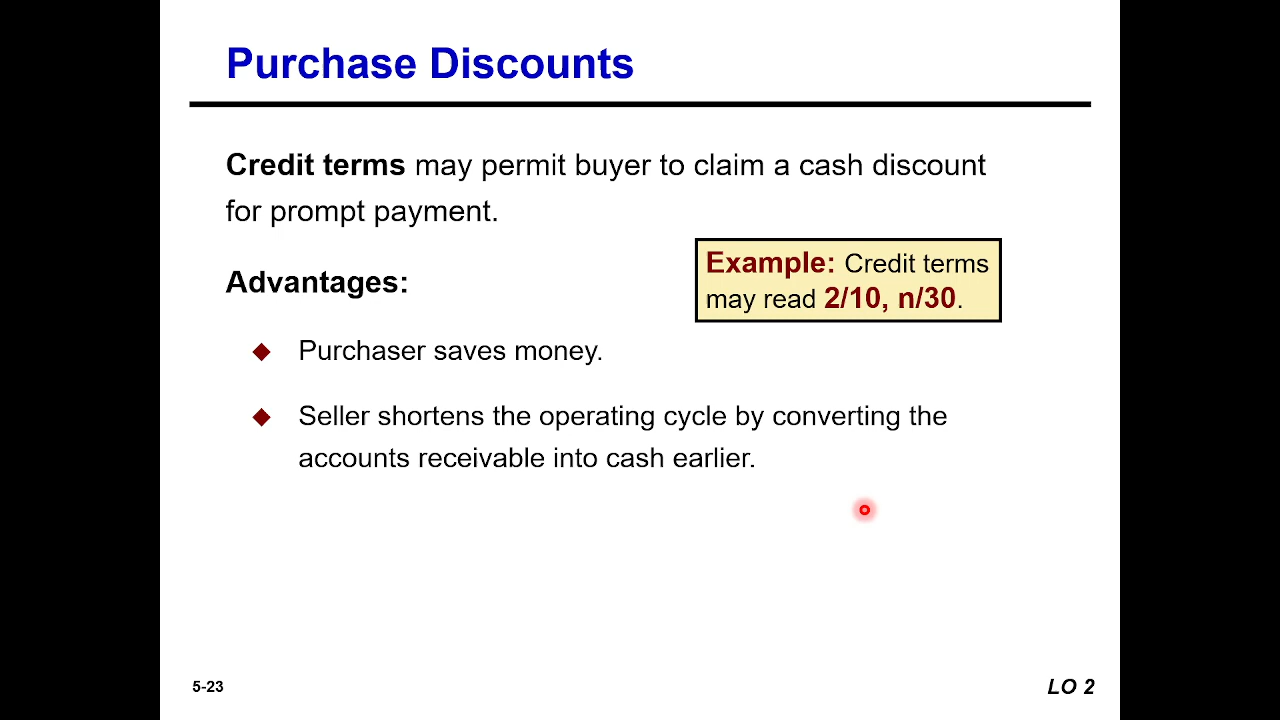 Purchase Discounts
Credit terms may permit buyer to claim a cash discount
for prompt payment.
Example: Credit terms
may read 2/10, n/30.
Advantages:
Purchaser saves money.
Seller shortens the operating cycle by converting the
accounts receivable into cash earlier.
5-23
LO 2